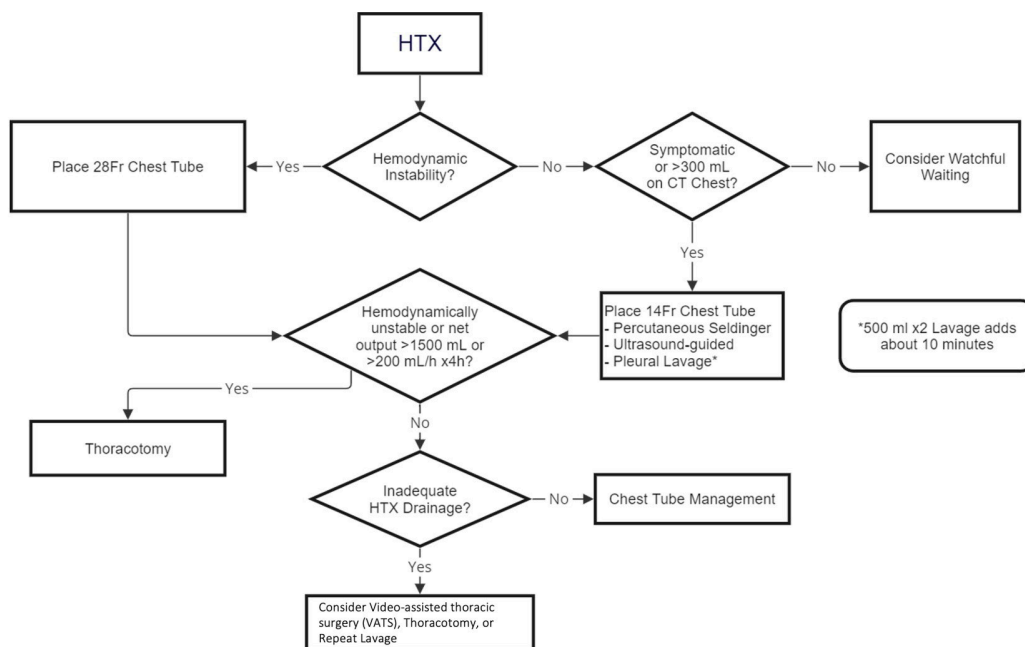 HTX
Place 28Fr Chest Tube
Yes
Hemodynamic
Instability?
No
Symptomatic
or >300 mL
on CT Chest?
No
Consider Watchful
Waiting
Yes
Hemodynamically
unstable or net
output >1500 mL or
>200 mL/h x4h?
Place 14Fr Chest Tube
- Percutaneous Seldinger
- Ultrasound-guided
- Pleural Lavage*
*500 ml x2 Lavage adds
about 10 minutes
Yes
Thoracotomy
No
Inadequate
HTX Drainage?
No
Chest Tube Management
Yes
Consider Video-assisted thoracic
surgery (VATS), Thoracotomy, or
Repeat Lavage